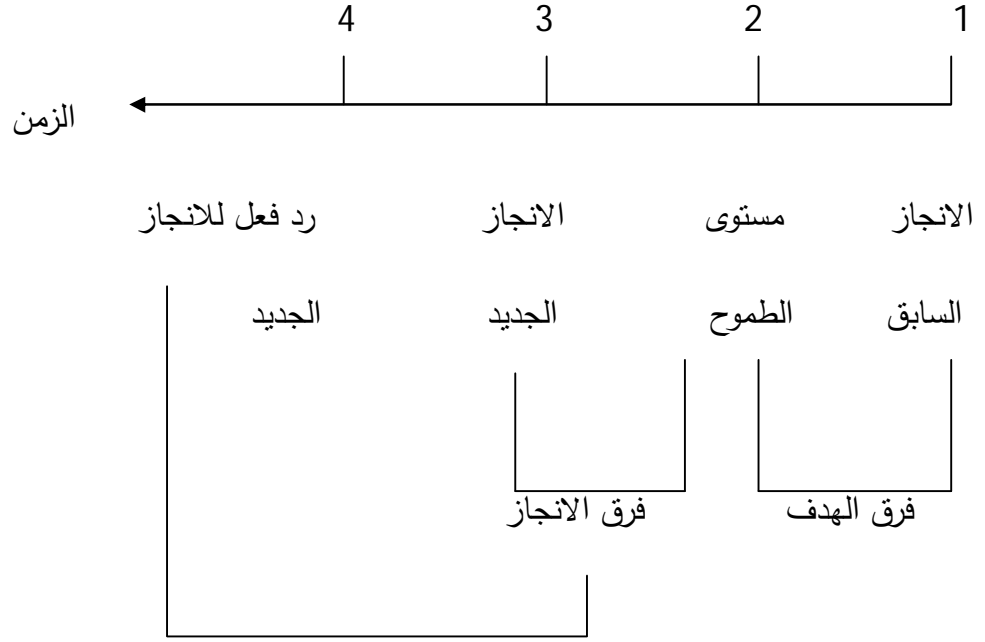 1 2 3 4
الزمن
الانجاز مستوى الانجاز رد فعل للانجاز
السابق الطموح الجديد الجديد
فرق الهدف فرق الانجاز